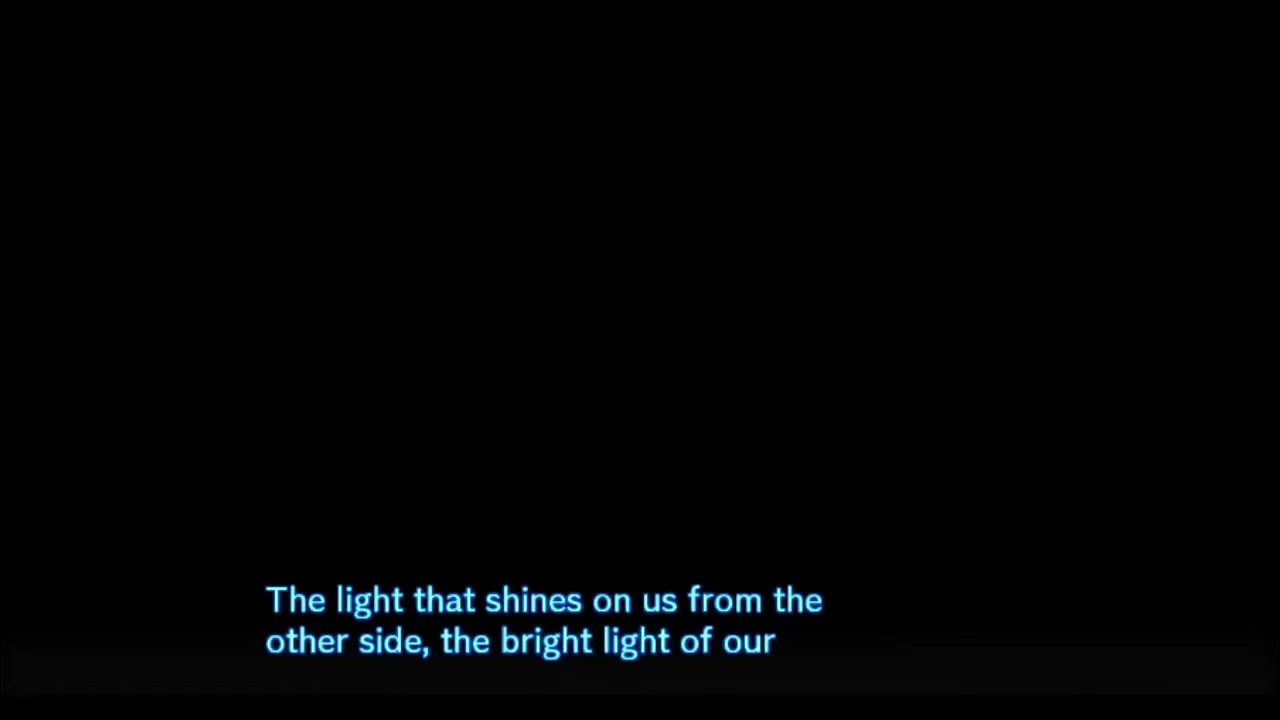 The light that shines on us from the
other side, the bright light of our